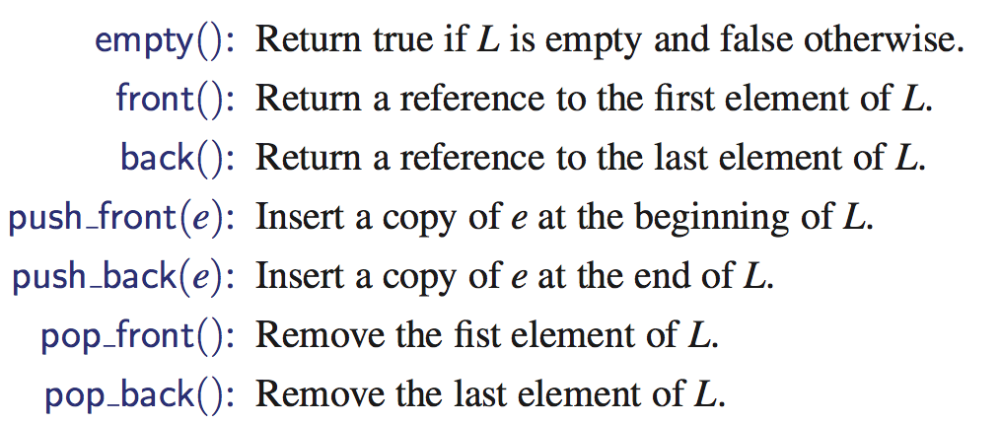 empty(): Return true if L is empty and false otherwise.
front(): Return a reference to the first element of L.
back(): Return a reference to the last element of L.
push_front(e): Insert a copy of e at the beginning of L.
push_back(e): Insert a copy of e at the end of L.
pop_front(): Remove the fist element of L.
pop_back(): Remove the last element of L.